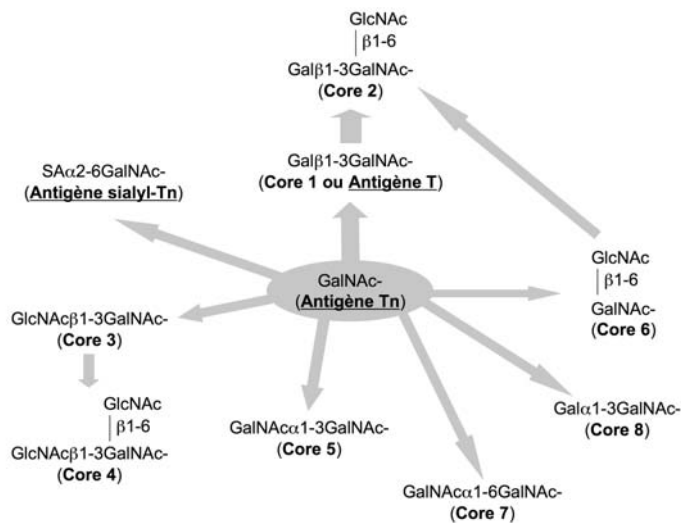 GlcNAc
β1-6
Galβ1-3GalNAc-
(Core 2)
SAα2-6GalNAc-
(Antigène sialyl-Tn)
Galβ1-3GalNAc-
(Core 1 ou Antigène T)
GlcNAc
β1-6
GalNAc-
(Core 6)
GalNAc-
(Antigène Tn)
GlcNAcβ1-3GalNAc-
(Core 3)
GlcNAc
β1-6
GlcNAcβ1-3GalNAc-
(Core 4)
GalNAcα1-3GalNAc-
(Core 5)
Galα1-3GalNAc-
(Core 8)
GalNAcα1-6GalNAc-
(Core 7)